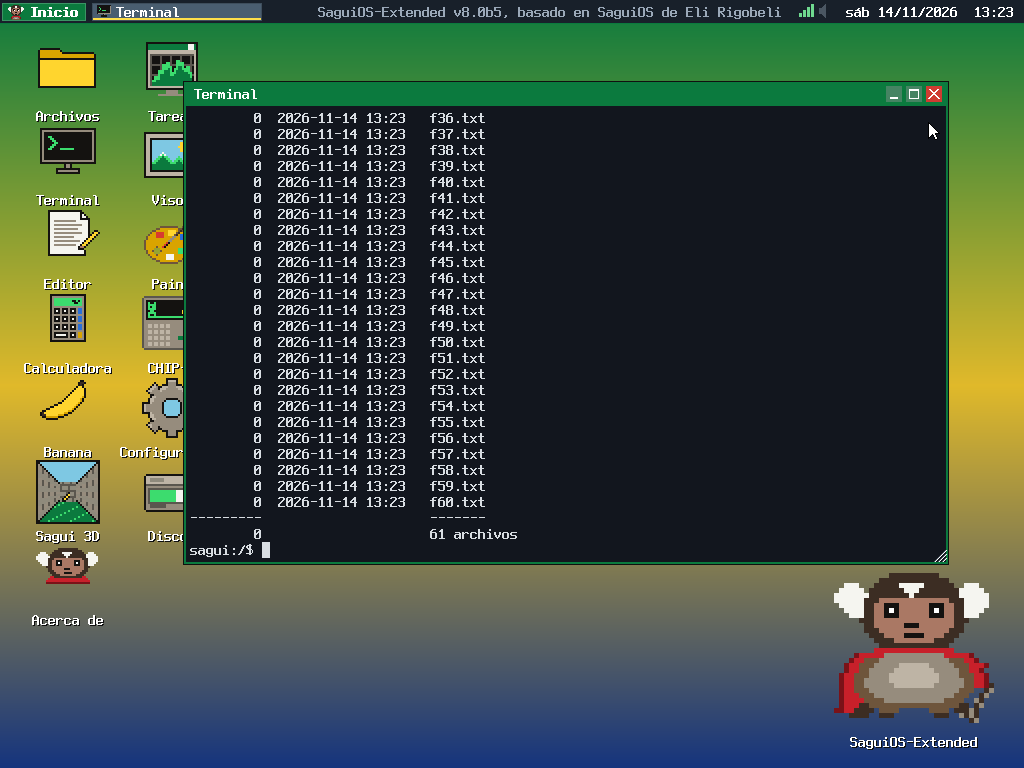 Inicio
Terminal
SaguiOS-Extended v8.0b5, basado en SaguiOS de Eli Rigobeli
sáb 14/11/2026 13:23
Archivos
Terminal
Editor
Calculadora
Banana
Sagui 3D
Acerca de
Terminal
0 2026-11-14 13:23 f36.txt
0 2026-11-14 13:23 f37.txt
0 2026-11-14 13:23 f38.txt
0 2026-11-14 13:23 f39.txt
0 2026-11-14 13:23 f40.txt
0 2026-11-14 13:23 f41.txt
0 2026-11-14 13:23 f42.txt
0 2026-11-14 13:23 f43.txt
0 2026-11-14 13:23 f44.txt
0 2026-11-14 13:23 f45.txt
0 2026-11-14 13:23 f46.txt
0 2026-11-14 13:23 f47.txt
0 2026-11-14 13:23 f48.txt
0 2026-11-14 13:23 f49.txt
0 2026-11-14 13:23 f50.txt
0 2026-11-14 13:23 f51.txt
0 2026-11-14 13:23 f52.txt
0 2026-11-14 13:23 f53.txt
0 2026-11-14 13:23 f54.txt
0 2026-11-14 13:23 f55.txt
0 2026-11-14 13:23 f56.txt
0 2026-11-14 13:23 f57.txt
0 2026-11-14 13:23 f58.txt
0 2026-11-14 13:23 f59.txt
0 2026-11-14 13:23 f60.txt
--------- -------
0 61 archivos
sagui:/$
SaguiOS-Extended